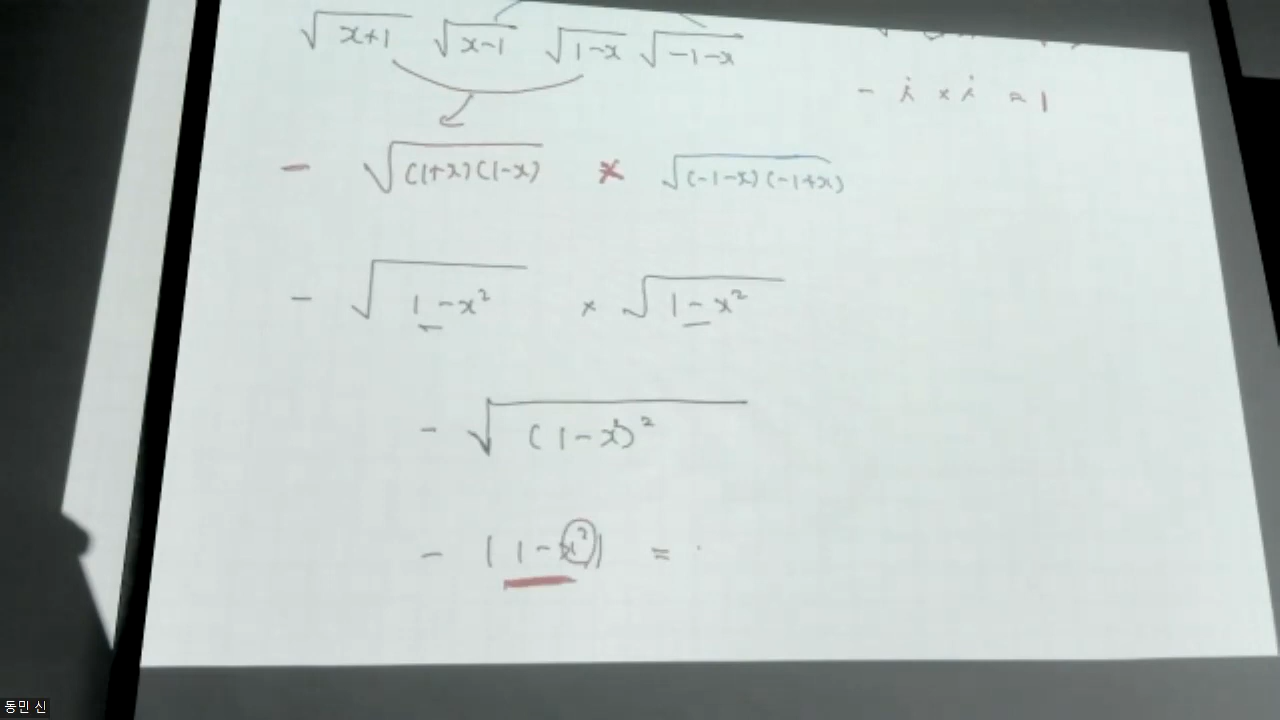 √(x+1) √(x-1) √(1-x) √(-1-x)
- i × i = 1
- √((1+x)(1-x)) × √((-1-x)(-1+x))
- √(1-x²) × √(1-x²)
- √((1-x²)²)
- |1-x²| =
동민 신